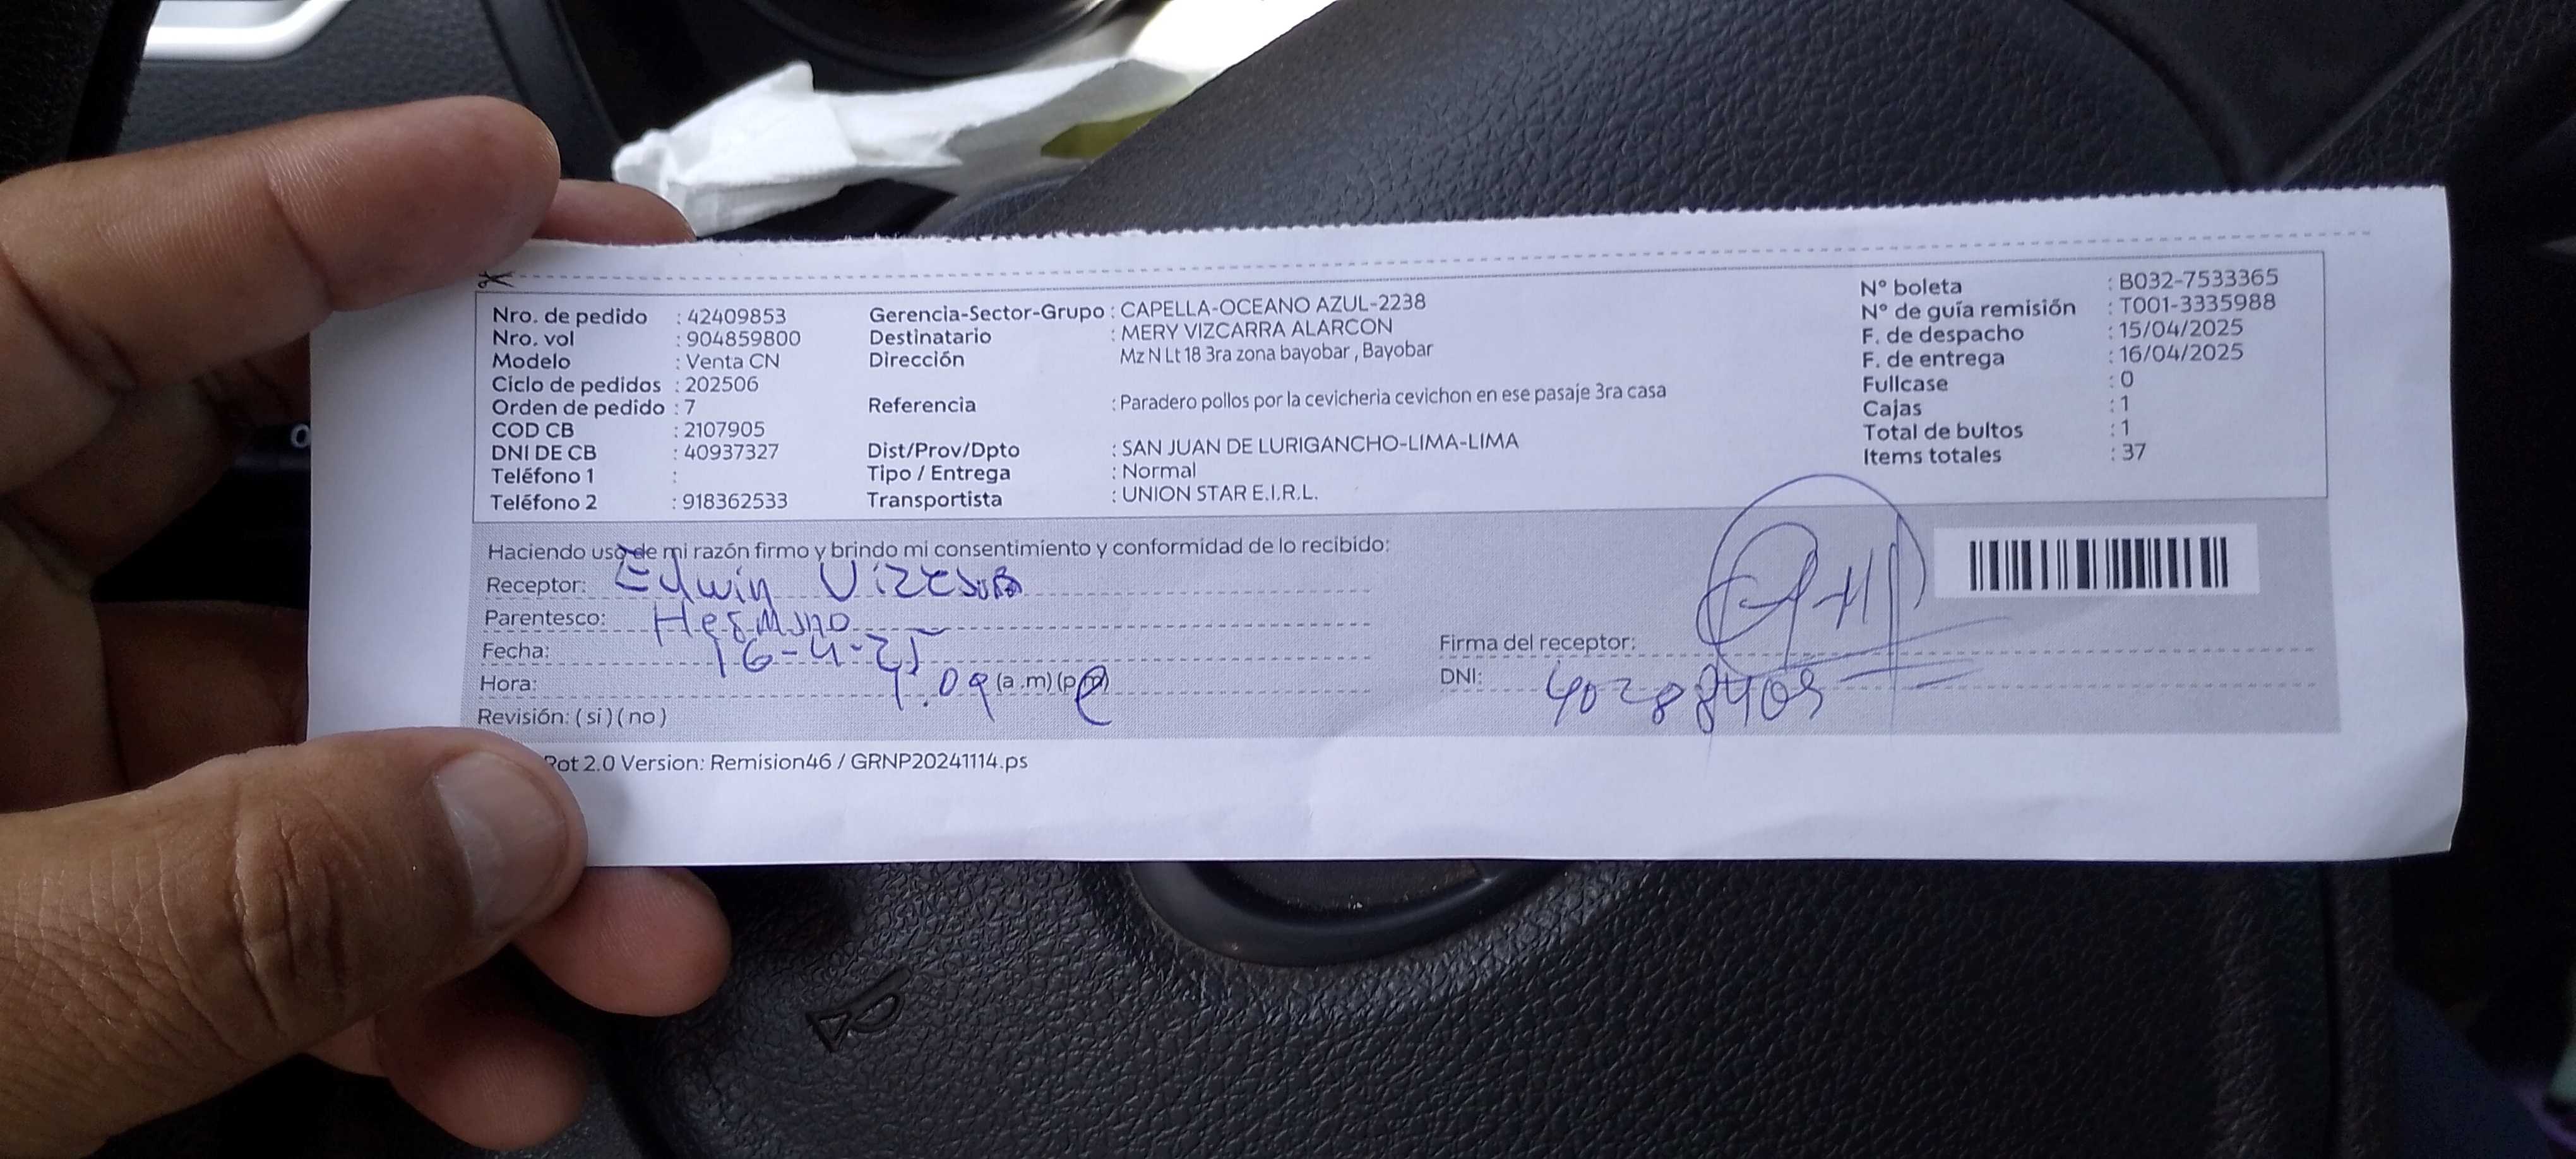 Nro. de pedido : 42409853
Nro. vol : 904859800
Modelo : Venta CN
Ciclo de pedidos : 202506
Orden de pedido : 7
COD CB : 2107905
DNI DE CB : 40937327
Teléfono 1 :
Teléfono 2 : 918362533
Gerencia-Sector-Grupo : CAPELLA-OCEANO AZUL-2238
Destinatario : MERY VIZCARRA ALARCON
Dirección Mz N Lt 18 3ra zona bayobar , Bayobar
Referencia : Paradero pollos por la cevicheria cevichon en ese pasaje 3ra casa
Dist/Prov/Dpto : SAN JUAN DE LURIGANCHO-LIMA-LIMA
Tipo / Entrega : Normal
Transportista : UNION STAR E.I.R.L.
N° boleta : B032-7533365
N° de guía remisión : T001-3335988
F. de despacho : 15/04/2025
F. de entrega : 16/04/2025
Fullcase : 0
Cajas : 1
Total de bultos : 1
Items totales : 37
Haciendo uso de mi razón firmo y brindo mi consentimiento y conformidad de lo recibido:
Receptor: Edwin
Parentesco: Hermano
Fecha: 16-4-25
Hora: (a.m) (p.m)
Revisión: ( si ) ( no )
Firma del receptor:
DNI: 40288409
Pot 2.0 Version: Remision46 / GRNP20241114.ps